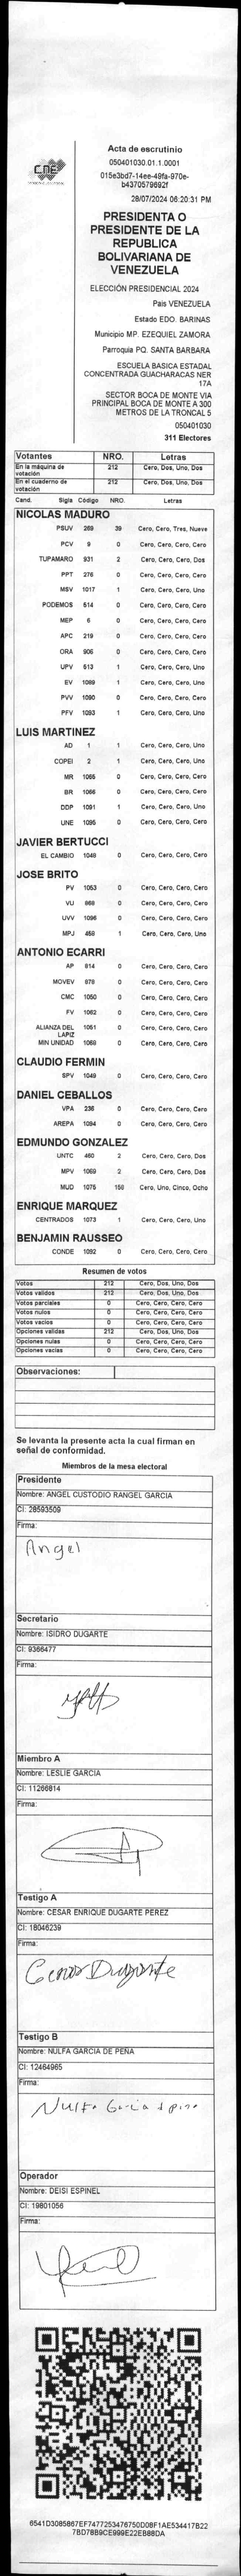 CNE
Acta de escrutinio
050401030.01.1.0001
015e3bd7-14ee-49fa-970e-
b4370579692f
28/07/2024 06:20:31 PM
PRESIDENTA O
PRESIDENTE DE LA
REPUBLICA
BOLIVARIANA DE
VENEZUELA
ELECCIÓN PRESIDENCIAL 2024
Pais VENEZUELA
Estado EDO. BARINAS
Municipio MP. EZEQUIEL ZAMORA
Parroquia PQ. SANTA BARBARA
ESCUELA BASICA ESTADAL
CONCENTRADA GUACHARACAS NER
17A
SECTOR BOCA DE MONTE VIA
PRINCIPAL BOCA DE MONTE A 300
METROS DE LA TRONCAL 5
050401030
311 Electores
Votantes NRO. Letras
En la máquina de votación 212 Cero, Dos, Uno, Dos
En el cuaderno de votación 212 Cero, Dos, Uno, Dos
Cand. Sigla Código NRO. Letras
NICOLAS MADURO
PSUV 269 39 Cero, Cero, Tres, Nueve
PCV 9 0 Cero, Cero, Cero, Cero
TUPAMARO 931 2 Cero, Cero, Cero, Dos
PPT 276 0 Cero, Cero, Cero, Cero
MSV 1017 1 Cero, Cero, Cero, Uno
PODEMOS 514 0 Cero, Cero, Cero, Cero
MEP 6 0 Cero, Cero, Cero, Cero
APC 219 0 Cero, Cero, Cero, Cero
ORA 906 0 Cero, Cero, Cero, Cero
UPV 513 1 Cero, Cero, Cero, Uno
EV 1089 1 Cero, Cero, Cero, Uno
PVV 1090 0 Cero, Cero, Cero, Cero
PFV 1093 1 Cero, Cero, Cero, Uno
LUIS MARTINEZ
AD 1 1 Cero, Cero, Cero, Uno
COPEI 2 1 Cero, Cero, Cero, Uno
MR 1065 0 Cero, Cero, Cero, Cero
BR 1066 0 Cero, Cero, Cero, Cero
DDP 1091 1 Cero, Cero, Cero, Uno
UNE 1095 0 Cero, Cero, Cero, Cero
JAVIER BERTUCCI
EL CAMBIO 1048 0 Cero, Cero, Cero, Cero
JOSE BRITO
PV 1053 0 Cero, Cero, Cero, Cero
VU 868 0 Cero, Cero, Cero, Cero
UVV 1096 0 Cero, Cero, Cero, Cero
MPJ 458 1 Cero, Cero, Cero, Uno
ANTONIO ECARRI
AP 814 0 Cero, Cero, Cero, Cero
MOVEV 878 0 Cero, Cero, Cero, Cero
CMC 1050 0 Cero, Cero, Cero, Cero
FV 1062 0 Cero, Cero, Cero, Cero
ALIANZA DEL LAPIZ 1061 0 Cero, Cero, Cero, Cero
MIN UNIDAD 1068 0 Cero, Cero, Cero, Cero
CLAUDIO FERMIN
SPV 1049 0 Cero, Cero, Cero, Cero
DANIEL CEBALLOS
VPA 236 0 Cero, Cero, Cero, Cero
AREPA 1094 0 Cero, Cero, Cero, Cero
EDMUNDO GONZALEZ
UNTC 460 2 Cero, Cero, Cero, Dos
MPV 1069 2 Cero, Cero, Cero, Dos
MUD 1075 158 Cero, Uno, Cinco, Ocho
ENRIQUE MARQUEZ
CENTRADOS 1073 1 Cero, Cero, Cero, Uno
BENJAMIN RAUSSEO
CONDE 1092 0 Cero, Cero, Cero, Cero
Resumen de votos
Votos 212 Cero, Dos, Uno, Dos
Votos validos 212 Cero, Dos, Uno, Dos
Votos parciales 0 Cero, Cero, Cero, Cero
Votos nulos 0 Cero, Cero, Cero, Cero
Votos vacios 0 Cero, Cero, Cero, Cero
Opciones validas 212 Cero, Dos, Uno, Dos
Opciones nulas 0 Cero, Cero, Cero, Cero
Opciones vacias 0 Cero, Cero, Cero, Cero
Observaciones:
Se levanta la presente acta la cual firman en
señal de conformidad.
Miembros de la mesa electoral
Presidente
Nombre: ANGEL CUSTODIO RANGEL GARCIA
CI: 28593509
Firma:
Angel
Secretario
Nombre: ISIDRO DUGARTE
CI: 9366477
Firma:
Miembro A
Nombre: LESLIE GARCIA
CI: 11266814
Firma:
Testigo A
Nombre: CESAR ENRIQUE DUGARTE PEREZ
CI: 18046239
Firma:
Cesar Dugarte
Testigo B
Nombre: NULFA GARCIA DE PENA
CI: 12464965
Firma:
Nulfa Garcia d pena
Operador
Nombre: DEISI ESPINEL
CI: 19801056
Firma:
6541D3085867EF7477253476750D08F1AE534417B22
7BD78B9CE999E22EB88DA